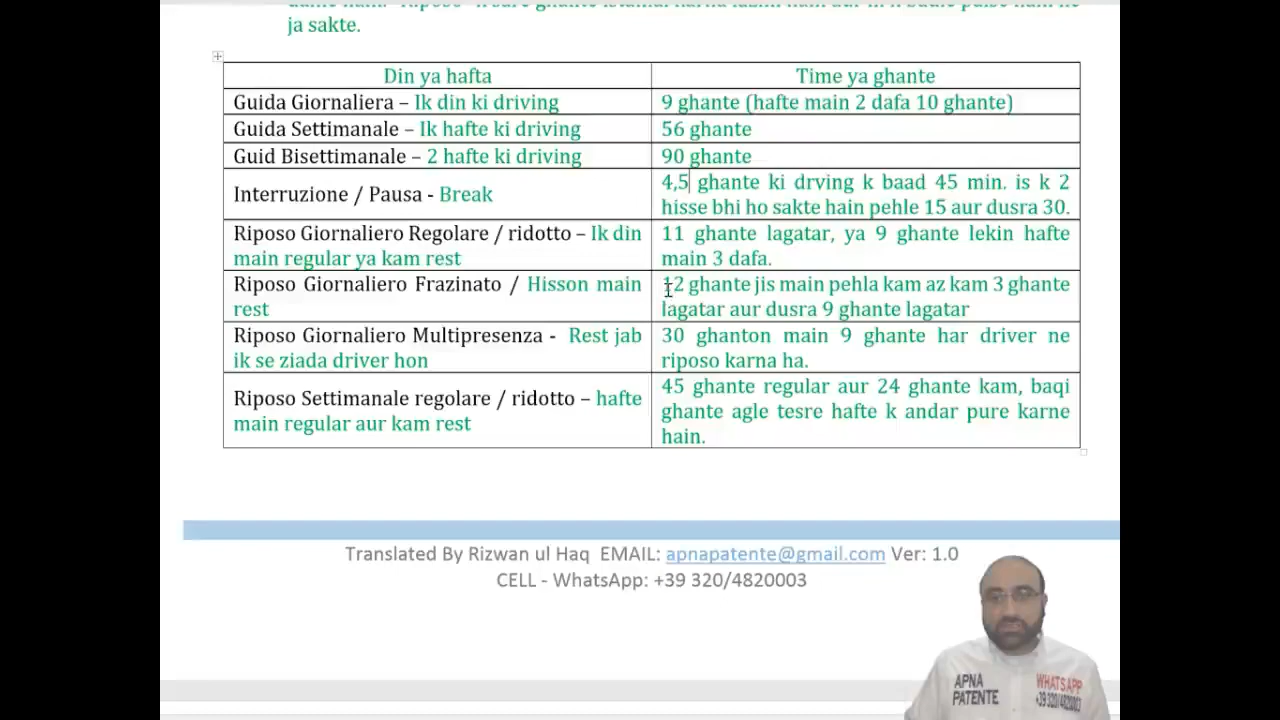 ja sakte.
Din ya hafta
Time ya ghante
Guida Giornaliera – Ik din ki driving
9 ghante (hafte main 2 dafa 10 ghante)
Guida Settimanale – Ik hafte ki driving
56 ghante
Guid Bisettimanale – 2 hafte ki driving
90 ghante
Interruzione / Pausa - Break
4,5 ghante ki drving k baad 45 min. is k 2
hisse bhi ho sakte hain pehle 15 aur dusra 30.
Riposo Giornaliero Regolare / ridotto – Ik din
main regular ya kam rest
11 ghante lagatar, ya 9 ghante lekin hafte
main 3 dafa.
Riposo Giornaliero Frazinato / Hisson main
rest
12 ghante jis main pehla kam az kam 3 ghante
lagatar aur dusra 9 ghante lagatar
Riposo Giornaliero Multipresenza - Rest jab
ik se ziada driver hon
30 ghanton main 9 ghante har driver ne
riposo karna ha.
Riposo Settimanale regolare / ridotto – hafte
main regular aur kam rest
45 ghante regular aur 24 ghante kam, baqi
ghante agle tesre hafte k andar pure karne
hain.
Translated By Rizwan ul Haq EMAIL: apnapatente@gmail.com Ver: 1.0
CELL - WhatsApp: +39 320/4820003
APNA
PATENTE
WHATSAPP
+39 320/4820003